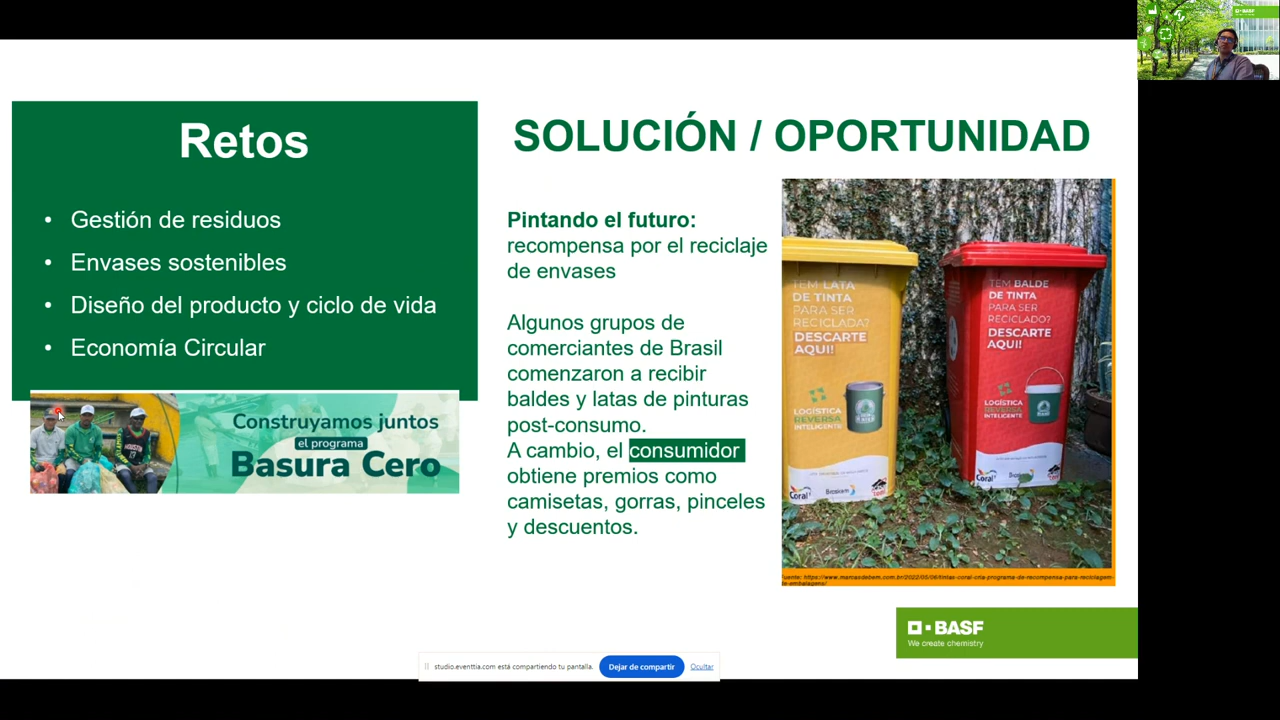 BASF
Retos
• Gestión de residuos
• Envases sostenibles
• Diseño del producto y ciclo de vida
• Economía Circular
Construyamos juntos
el programa
Basura Cero
SOLUCIÓN / OPORTUNIDAD
Pintando el futuro:
recompensa por el reciclaje
de envases
Algunos grupos de
comerciantes de Brasil
comenzaron a recibir
baldes y latas de pinturas
post-consumo.
A cambio, el consumidor
obtiene premios como
camisetas, gorras, pinceles
y descuentos.
TEM LATA
DE TINTA
PARA SER
RECICLADA?
DESCARTE
AQUI!
LOGÍSTICA
REVERSA
INTELIGENTE
Coral
Braskem
TEM BALDE
DE TINTA
PARA SER
RECICLADO?
DESCARTE
AQUI!
LOGÍSTICA
REVERSA
INTELIGENTE
Coral
Braskem
Fuente: https://www.marcasdebem.com.br/2022/05/06/tintas-coral-cria-programa-de-recompensa-para-reciclagem-
de-embalagens/
BASF
We create chemistry
studio.eventtia.com está compartiendo tu pantalla.
Dejar de compartir
Ocultar